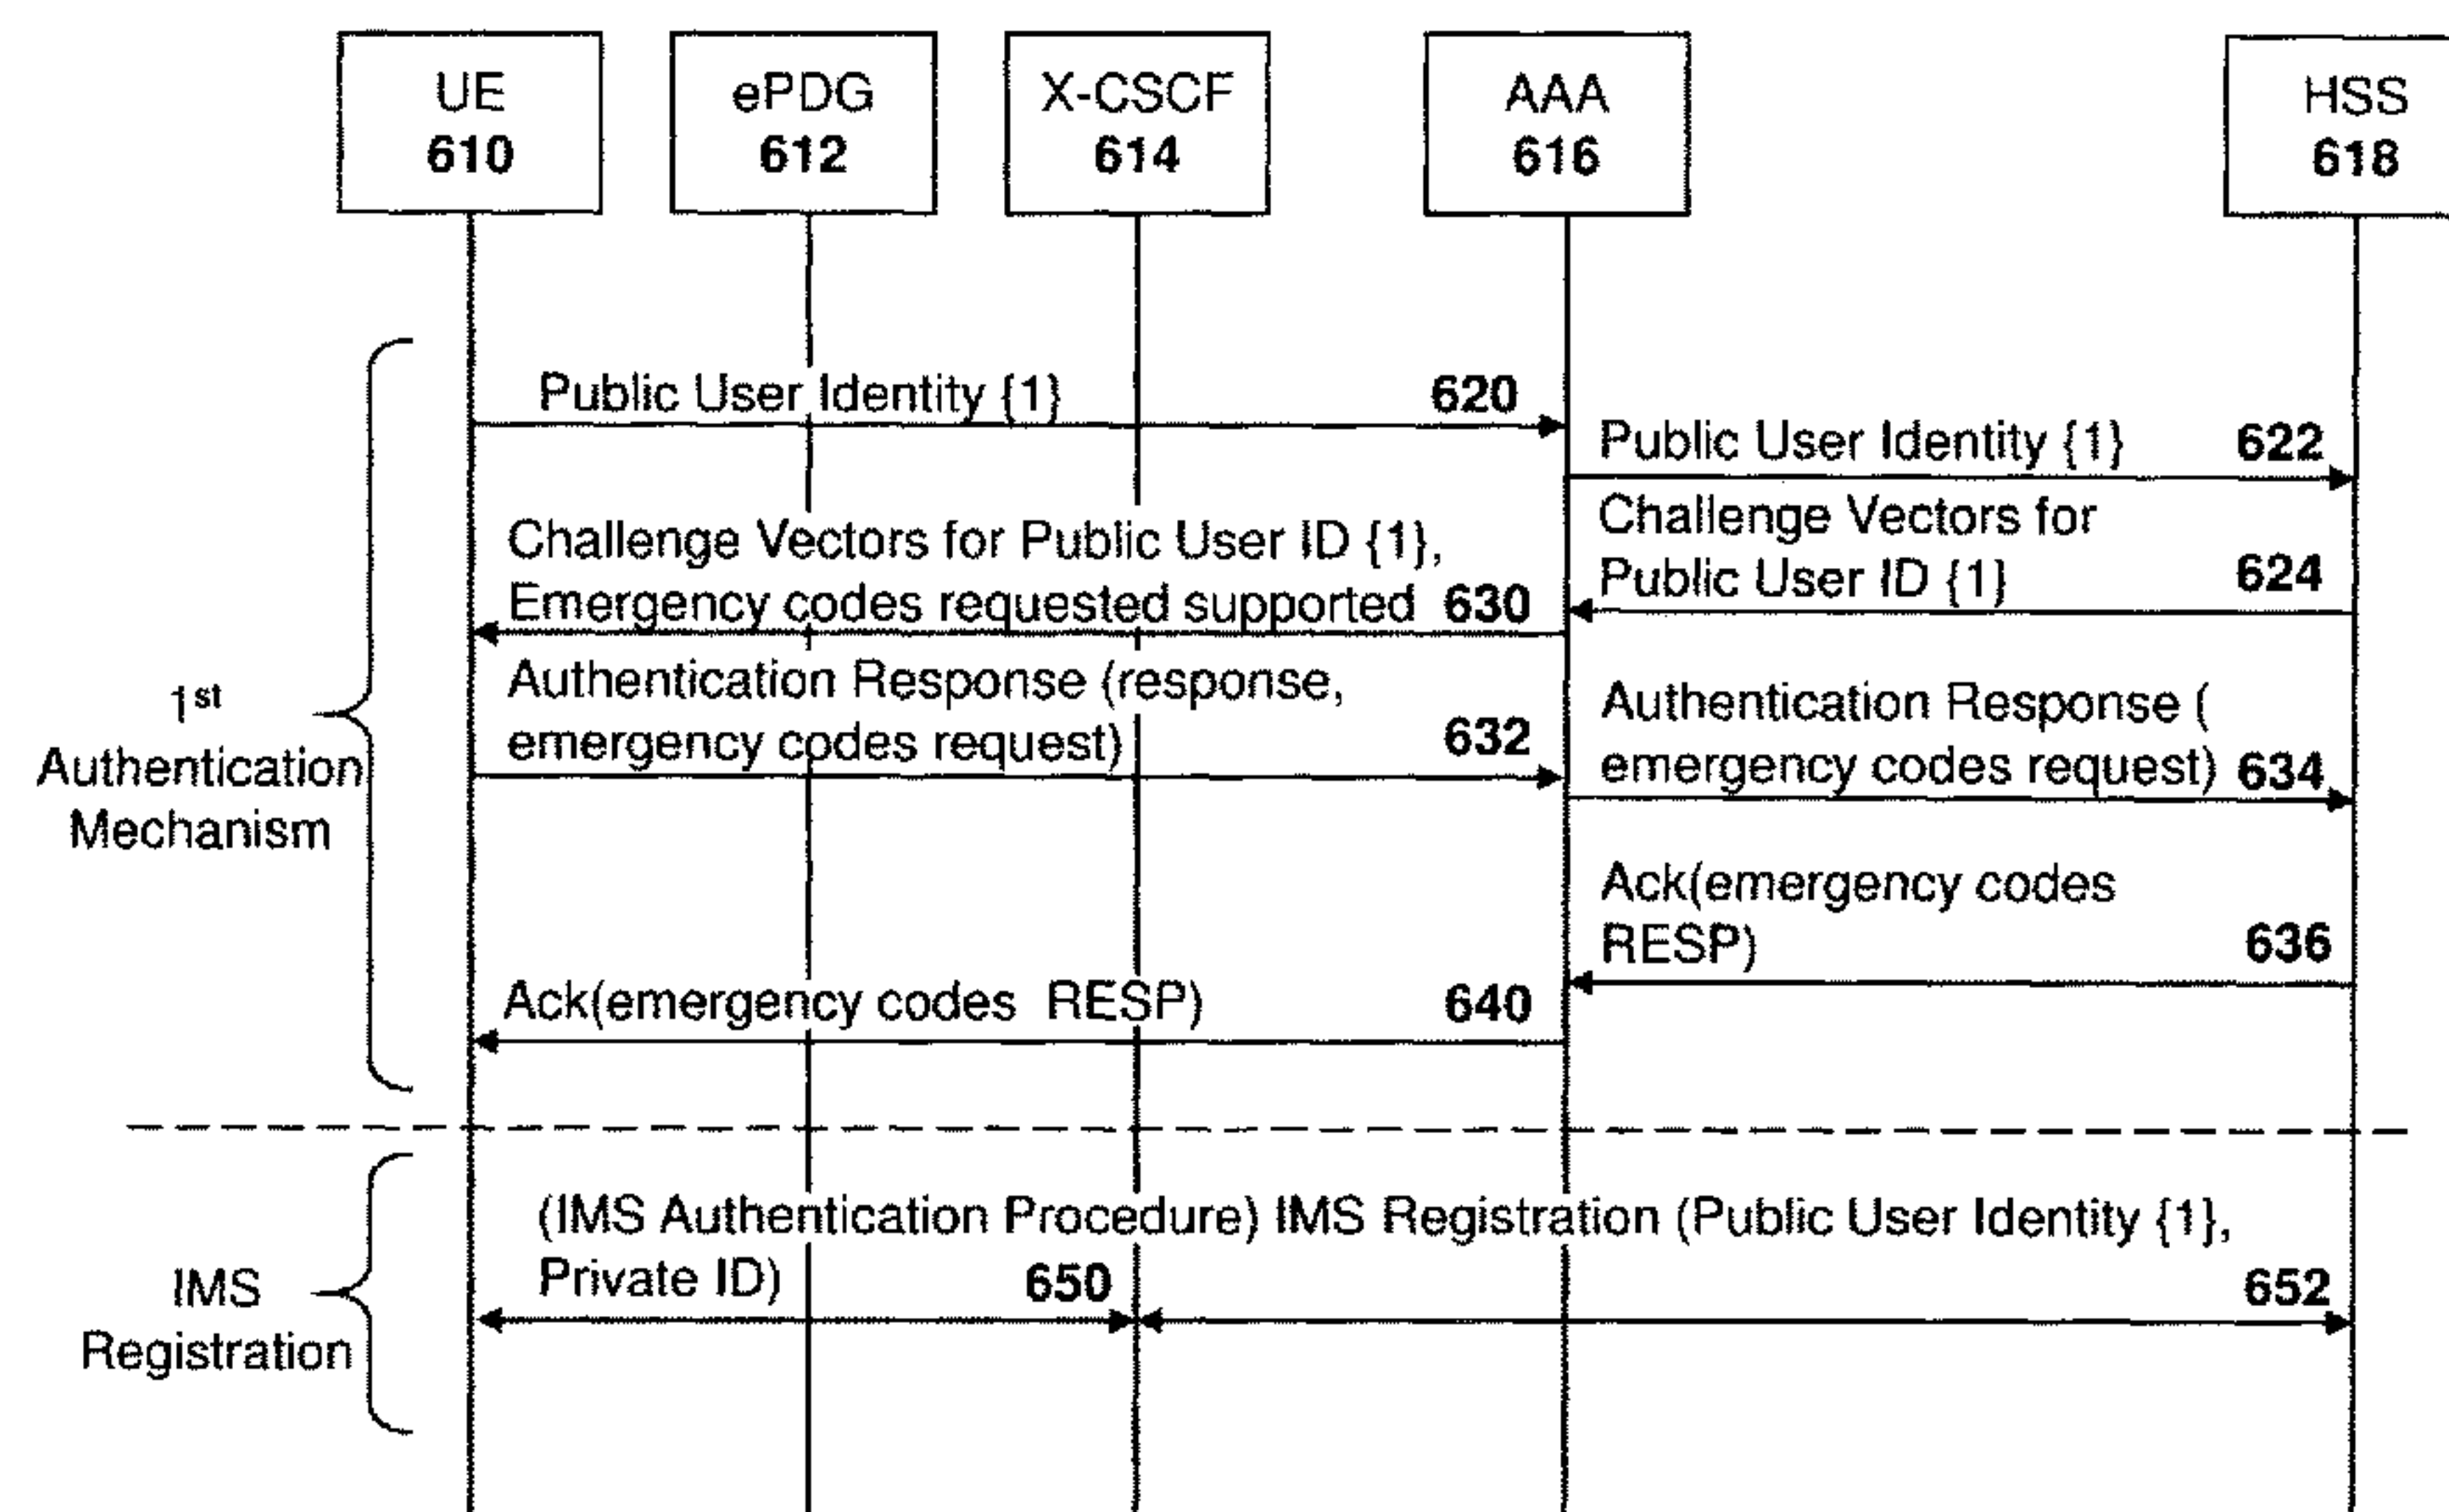 UE
610
ePDG
612
X-CSCF
614
AAA
616
HSS
618
Public User Identity {1} 620
Public User Identity {1} 622
Challenge Vectors for
Public User ID {1} 624
Challenge Vectors for Public User ID {1},
Emergency codes requested supported 630
Authentication Response (response,
emergency codes request) 632
Authentication Response (
emergency codes request) 634
Ack(emergency codes
RESP) 636
Ack(emergency codes RESP) 640
1st
Authentication
Mechanism
(IMS Authentication Procedure) IMS Registration (Public User Identity {1},
Private ID) 650 652
IMS
Registration